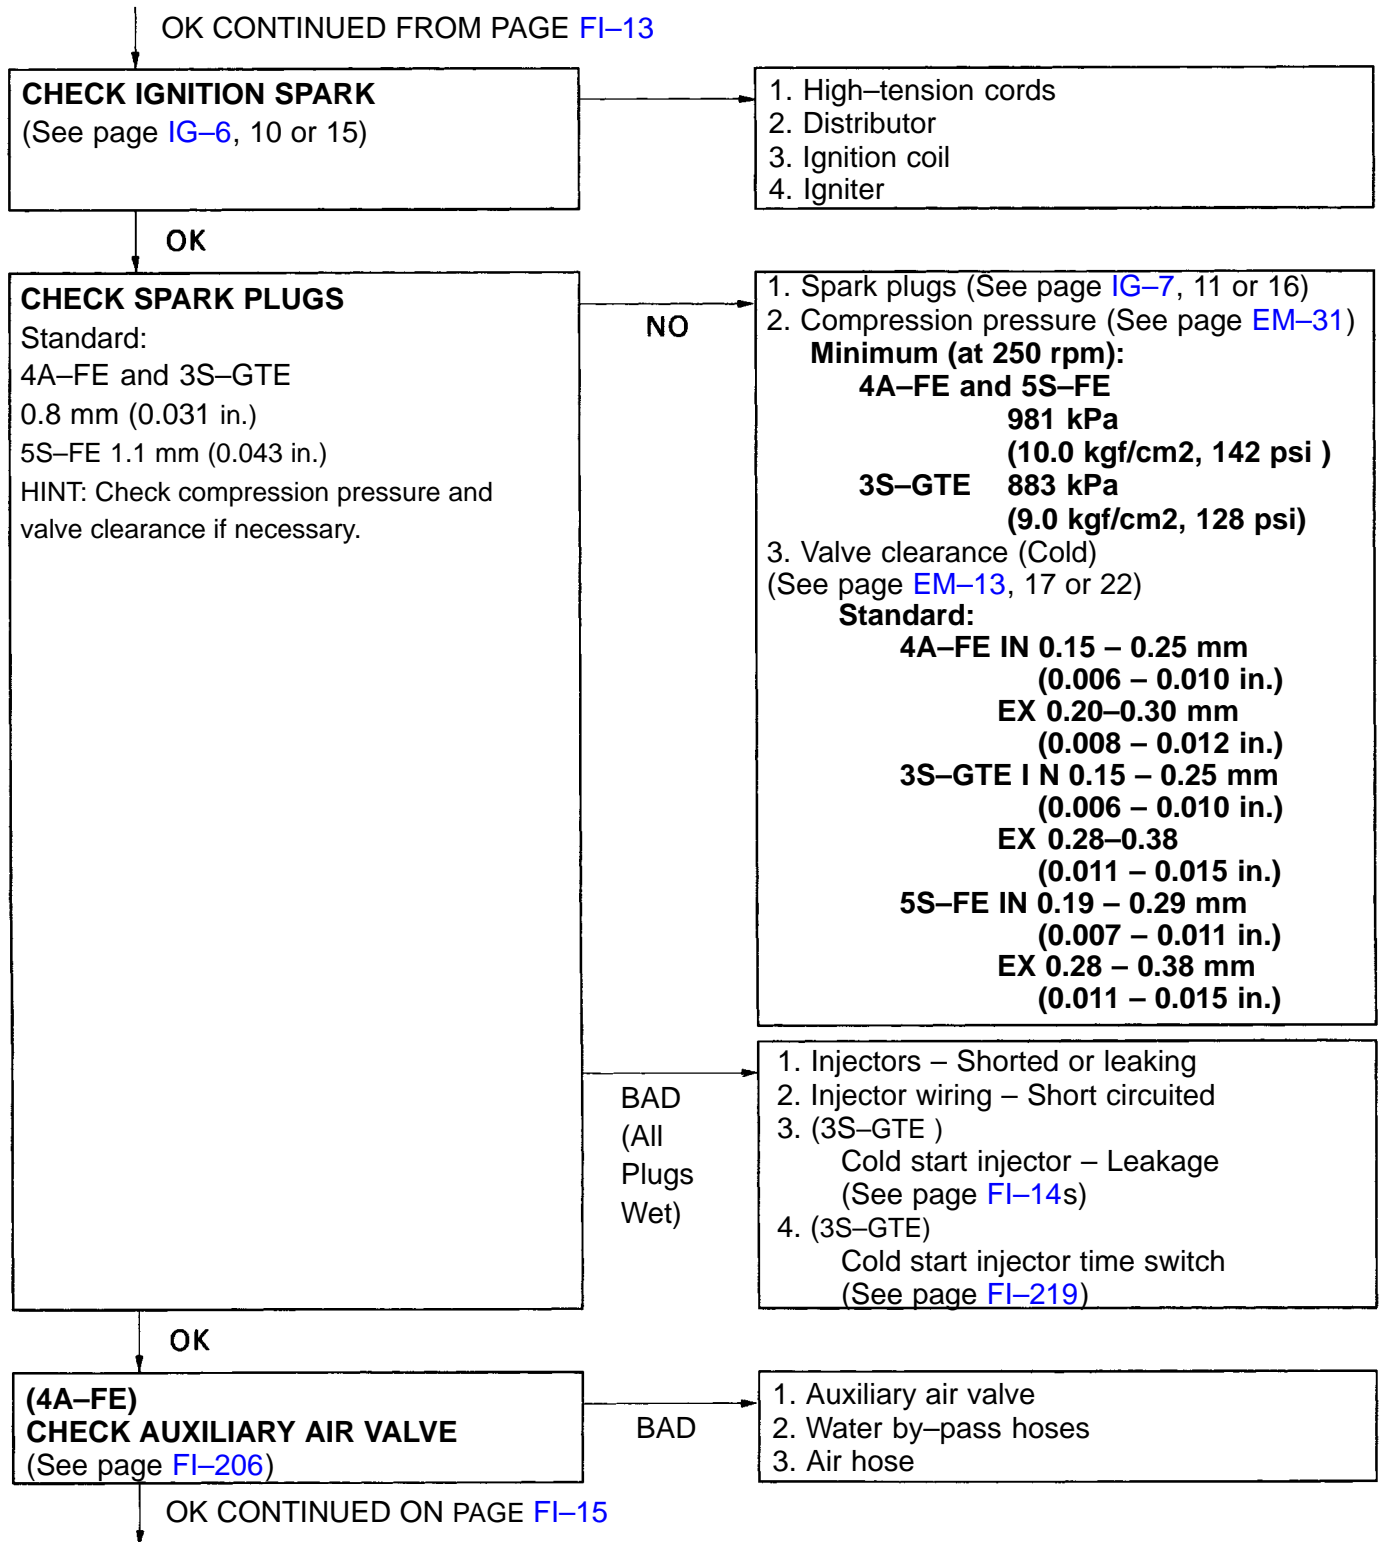 OK CONTINUED FROM PAGE FI–13
CHECK IGNITION SPARK
(See page IG–6, 10 or 15)
1. High–tension cords
2. Distributor
3. Ignition coil
4. Igniter
OK
CHECK SPARK PLUGS
Standard:
4A–FE and 3S–GTE
0.8 mm (0.031 in.)
5S–FE 1.1 mm (0.043 in.)
HINT: Check compression pressure and
valve clearance if necessary.
NO
1. Spark plugs (See page IG–7, 11 or 16)
2. Compression pressure (See page EM–31)
Minimum (at 250 rpm):
4A–FE and 5S–FE
981 kPa
(10.0 kgf/cm2, 142 psi )
3S–GTE 883 kPa
(9.0 kgf/cm2, 128 psi)
3. Valve clearance (Cold)
(See page EM–13, 17 or 22)
Standard:
4A–FE IN 0.15 – 0.25 mm
(0.006 – 0.010 in.)
EX 0.20–0.30 mm
(0.008 – 0.012 in.)
3S–GTE I N 0.15 – 0.25 mm
(0.006 – 0.010 in.)
EX 0.28–0.38
(0.011 – 0.015 in.)
5S–FE IN 0.19 – 0.29 mm
(0.007 – 0.011 in.)
EX 0.28 – 0.38 mm
(0.011 – 0.015 in.)
BAD
(All
Plugs
Wet)
1. Injectors – Shorted or leaking
2. Injector wiring – Short circuited
3. (3S–GTE )
Cold start injector – Leakage
(See page FI–14s)
4. (3S–GTE)
Cold start injector time switch
(See page FI–219)
OK
(4A–FE)
CHECK AUXILIARY AIR VALVE
(See page FI–206)
BAD
1. Auxiliary air valve
2. Water by–pass hoses
3. Air hose
OK CONTINUED ON PAGE FI–15